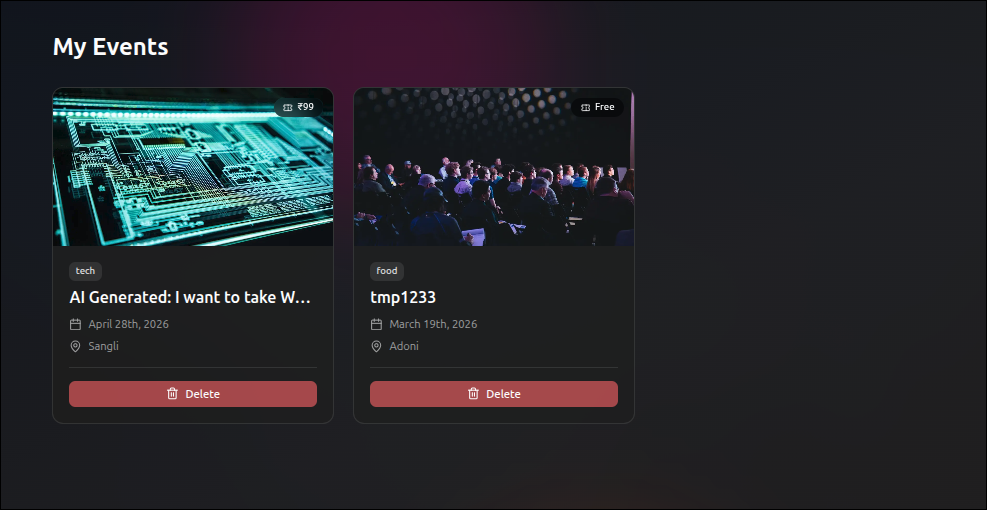 My Events
₹99
Free
tech
food
AI Generated: I want to take W...
tmp1233
April 28th, 2026
March 19th, 2026
Sangli
Adoni
Delete
Delete